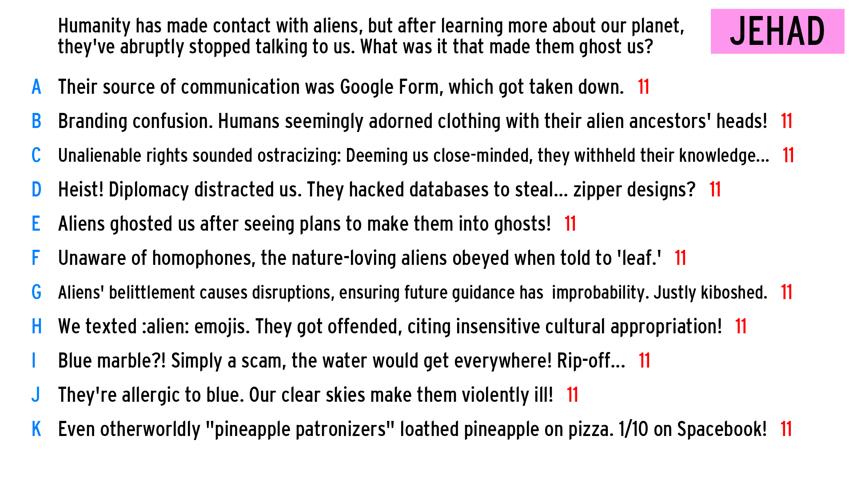 Humanity has made contact with aliens, but after learning more about our planet,
they've abruptly stopped talking to us. What was it that made them ghost us?
JEHAD
A Their source of communication was Google Form, which got taken down. 11
B Branding confusion. Humans seemingly adorned clothing with their alien ancestors' heads! 11
C Unalienable rights sounded ostracizing: Deeming us close-minded, they withheld their knowledge... 11
D Heist! Diplomacy distracted us. They hacked databases to steal... zipper designs? 11
E Aliens ghosted us after seeing plans to make them into ghosts! 11
F Unaware of homophones, the nature-loving aliens obeyed when told to 'leaf.' 11
G Aliens' belittlement causes disruptions, ensuring future guidance has  improbability. Justly kiboshed. 11
H We texted :alien: emojis. They got offended, citing insensitive cultural appropriation! 11
I Blue marble?! Simply a scam, the water would get everywhere! Rip-off... 11
J They're allergic to blue. Our clear skies make them violently ill! 11
K Even otherworldly "pineapple patronizers" loathed pineapple on pizza. 1/10 on Spacebook! 11